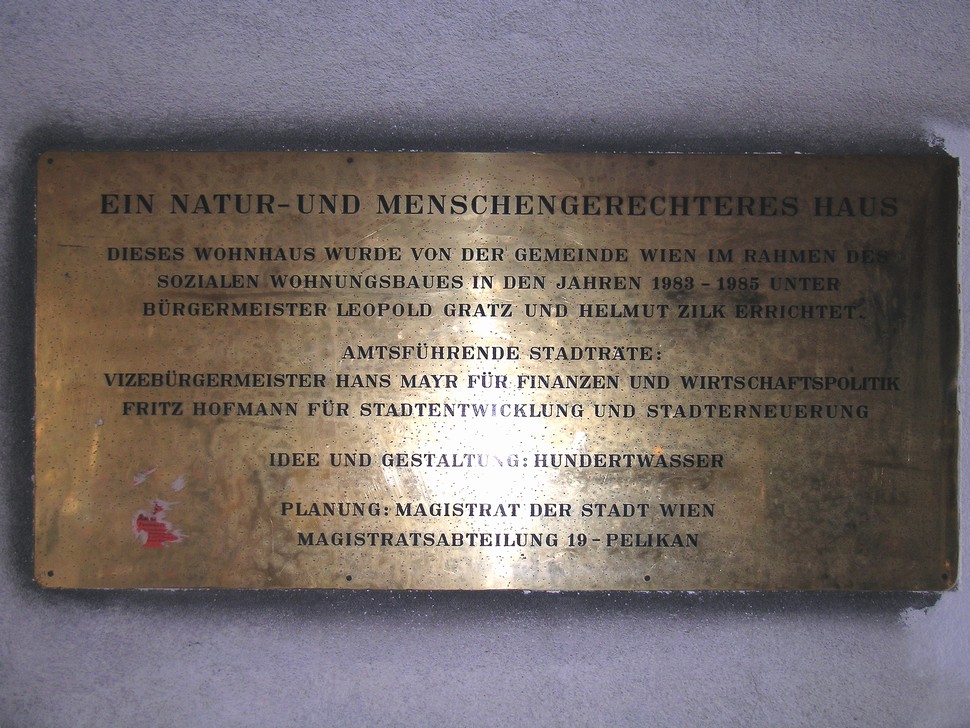 EIN NATUR-UND MENSCHENGERECHTERES HAUS
DIESES WOHNHAUS WURDE VON DER GEMEINDE WIEN IM RAHMEN DES
SOZIALEN WOHNUNGSBAUES IN DEN JAHREN 1983 - 1985 UNTER
BÜRGERMEISTER LEOPOLD GRATZ UND HELMUT ZILK ERRICHTET.
AMTSFÜHRENDE STADTRÄTE:
VIZEBÜRGERMEISTER HANS MAYR FÜR FINANZEN UND WIRTSCHAFTSPOLITIK
FRITZ HOFMANN FÜR STADTENTWICKLUNG UND STADTERNEUERUNG
IDEE UND GESTALTUNG: HUNDERTWASSER
PLANUNG: MAGISTRAT DER STADT WIEN
MAGISTRATSABTEILUNG 19 - PELIKAN